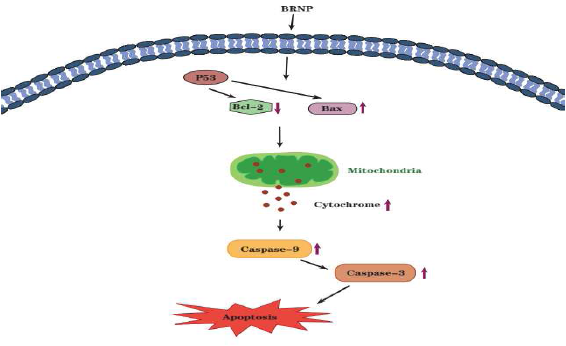 BRNP
P53
Bcl-2
Bax
Mitochondria
Cytochrome
Caspase-9
Caspase-3
Apoptosis